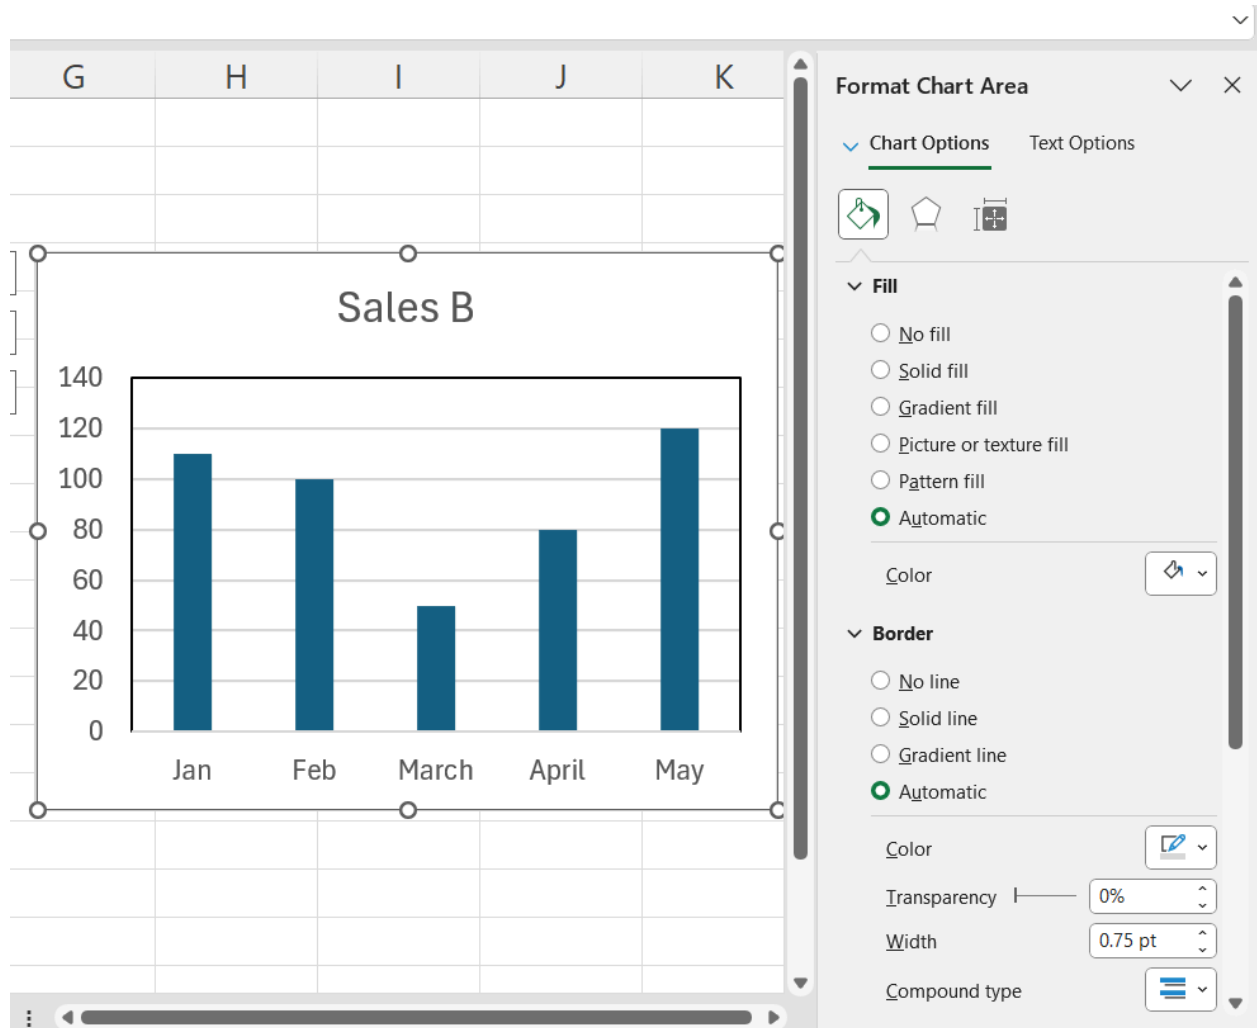 G H I J K
Format Chart Area
Chart Options Text Options
Sales B
140
120
100
80
60
40
20
0
Jan Feb March April May
Fill
No fill
Solid fill
Gradient fill
Picture or texture fill
Pattern fill
Automatic
Color
Border
No line
Solid line
Gradient line
Automatic
Color
Transparency 0%
Width 0.75 pt
Compound type